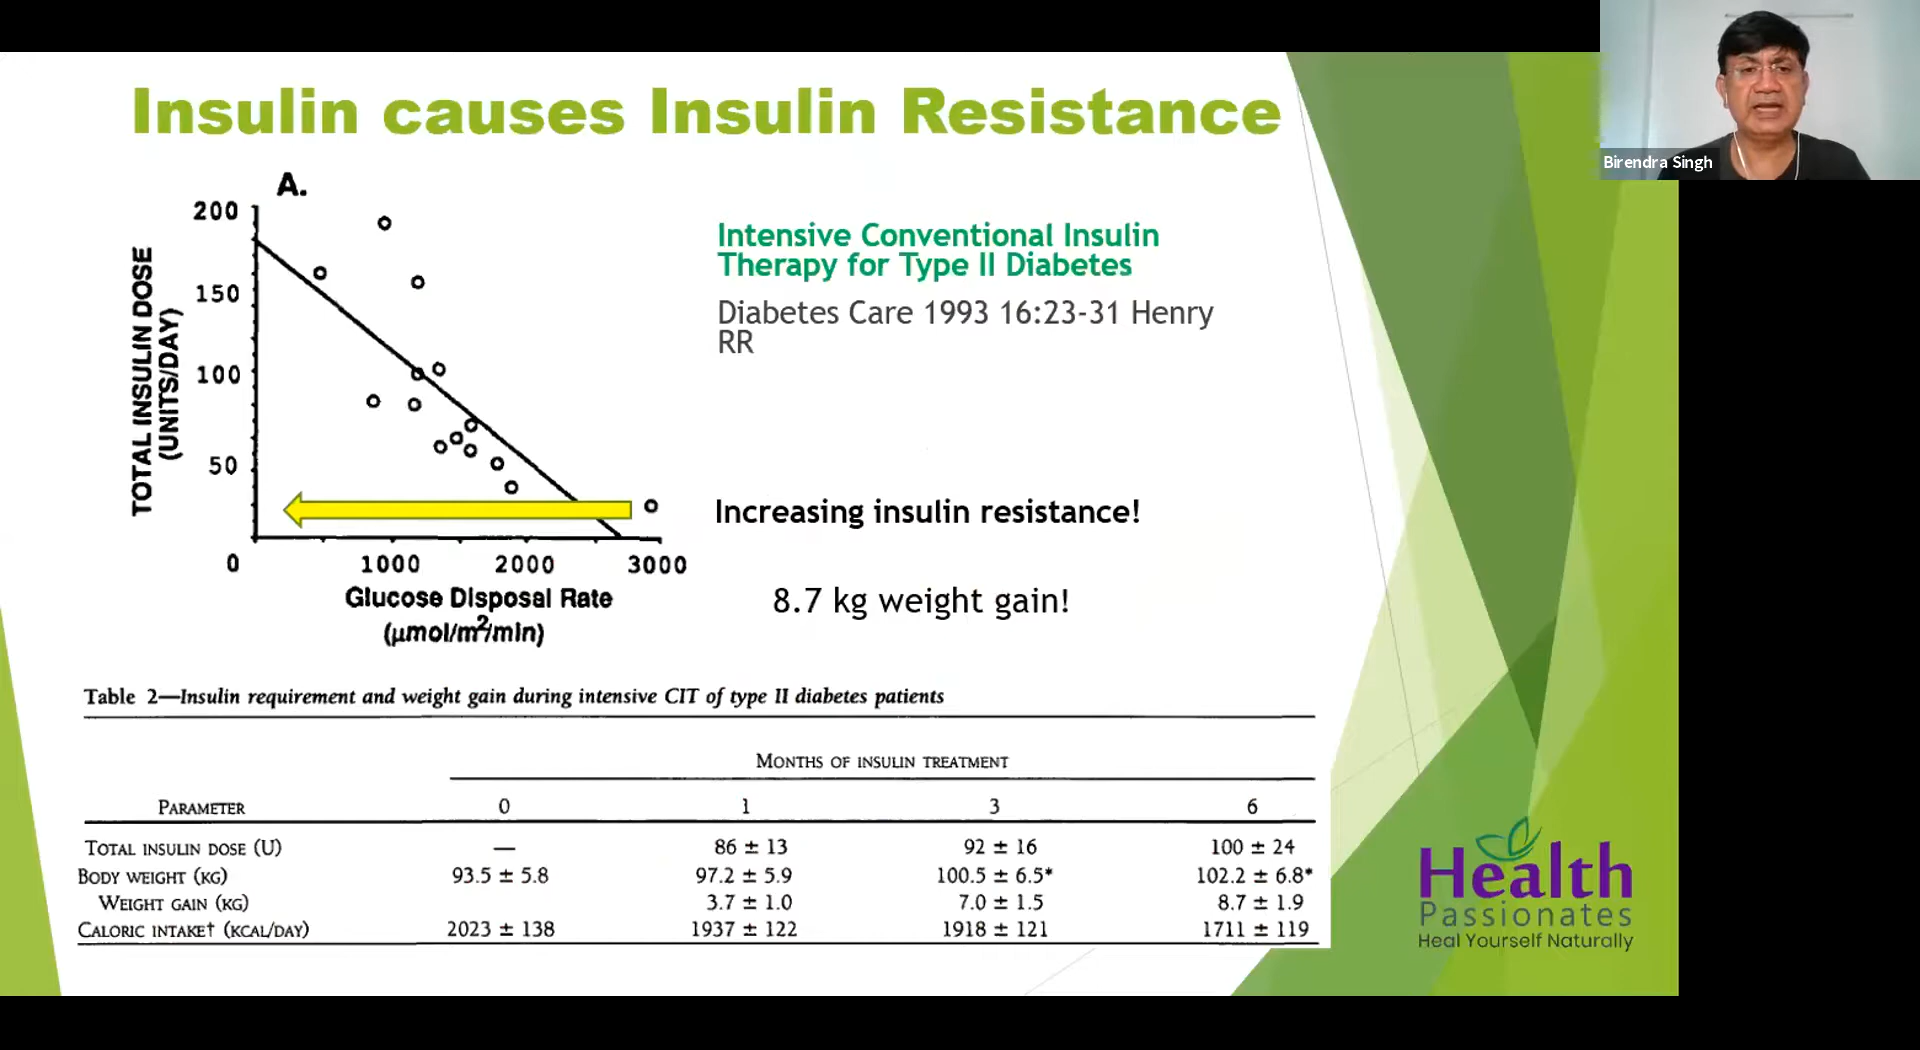 Insulin causes Insulin Resistance
Birendra Singh
A.
200
150
100
50
0
1000 2000 3000
TOTAL INSULIN DOSE
(UNITS/DAY)
Glucose Disposal Rate
(µmol/m²/min)
Intensive Conventional Insulin
Therapy for Type II Diabetes
Diabetes Care 1993 16:23-31 Henry
RR
Increasing insulin resistance!
8.7 kg weight gain!
Table 2—Insulin requirement and weight gain during intensive CIT of type II diabetes patients
MONTHS OF INSULIN TREATMENT
PARAMETER 0 1 3 6
TOTAL INSULIN DOSE (U) — 86 ± 13 92 ± 16 100 ± 24
BODY WEIGHT (KG) 93.5 ± 5.8 97.2 ± 5.9 100.5 ± 6.5* 102.2 ± 6.8*
WEIGHT GAIN (KG) 3.7 ± 1.0 7.0 ± 1.5 8.7 ± 1.9
CALORIC INTAKE† (KCAL/DAY) 2023 ± 138 1937 ± 122 1918 ± 121 1711 ± 119
Health
Passionates
Heal Yourself Naturally